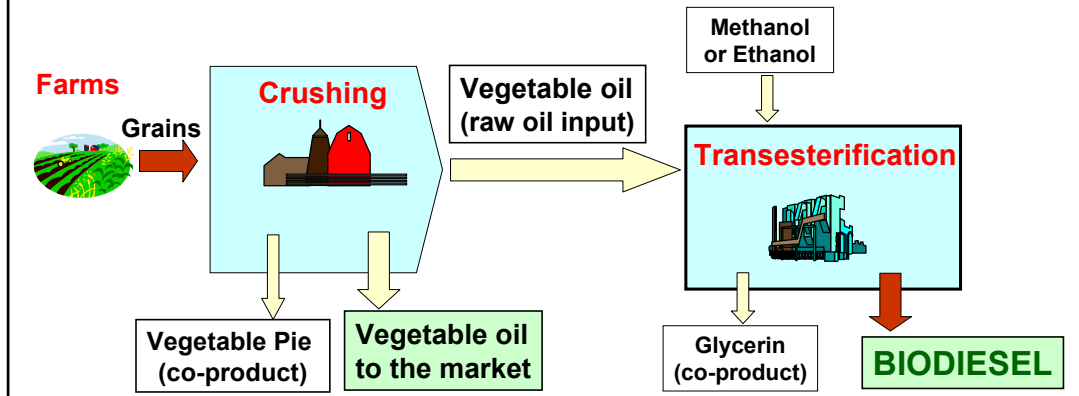 Farms
Grains
Crushing
Vegetable Pie
(co-product)
Vegetable oil
to the market
Vegetable oil
(raw oil input)
Methanol
or Ethanol
Transesterification
Glycerin
(co-product)
BIODIESEL